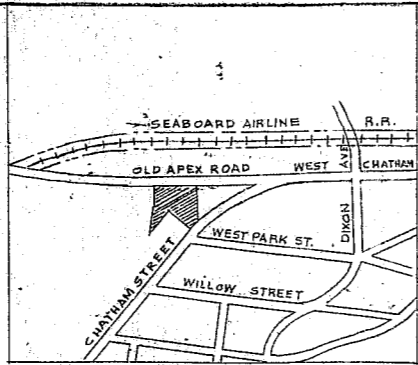 SEABOARD AIRLINE R.R.
OLD APEX ROAD WEST CHATHAM
DIXON AVE
WEST PARK ST.
CHATHAM STREET
WILLOW STREET